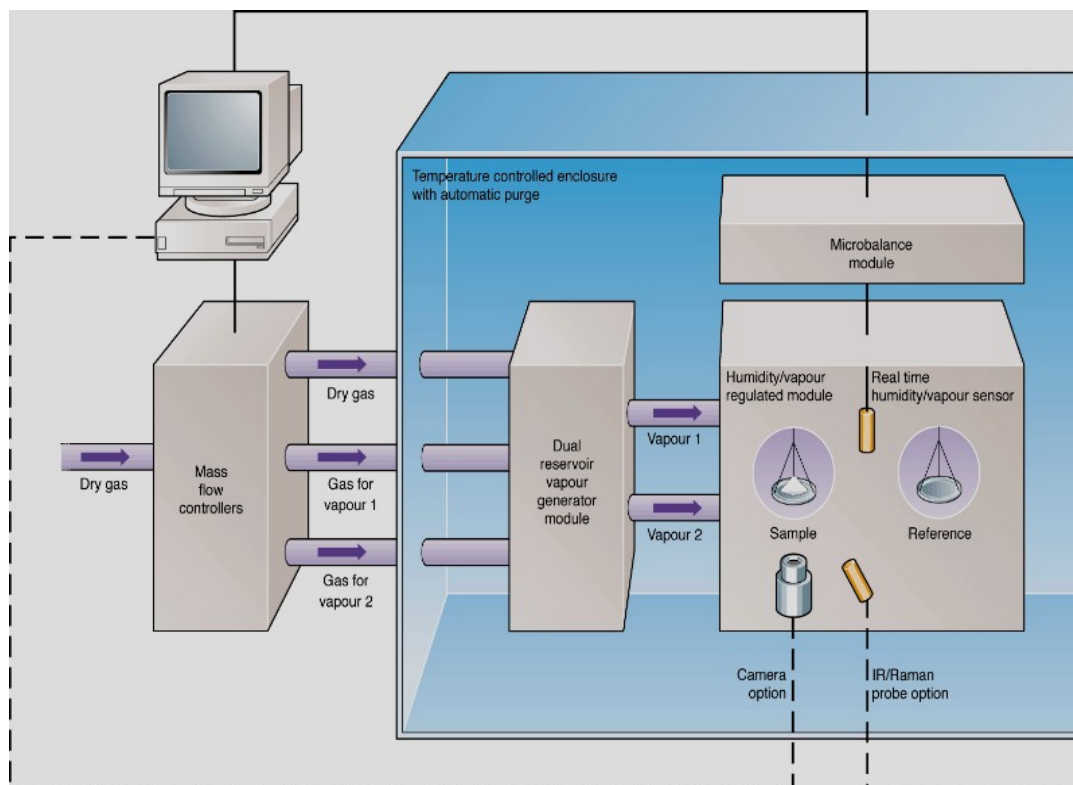 Temperature controlled enclosure
with automatic purge
Microbalance
module
Dry gas
Mass
flow
controllers
Dry gas
Gas for
vapour 1
Gas for
vapour 2
Dual
reservoir
vapour
generator
module
Vapour 1
Vapour 2
Humidity/vapour
regulated module
Real time
humidity/vapour sensor
Sample
Reference
Camera
option
IR/Raman
probe option